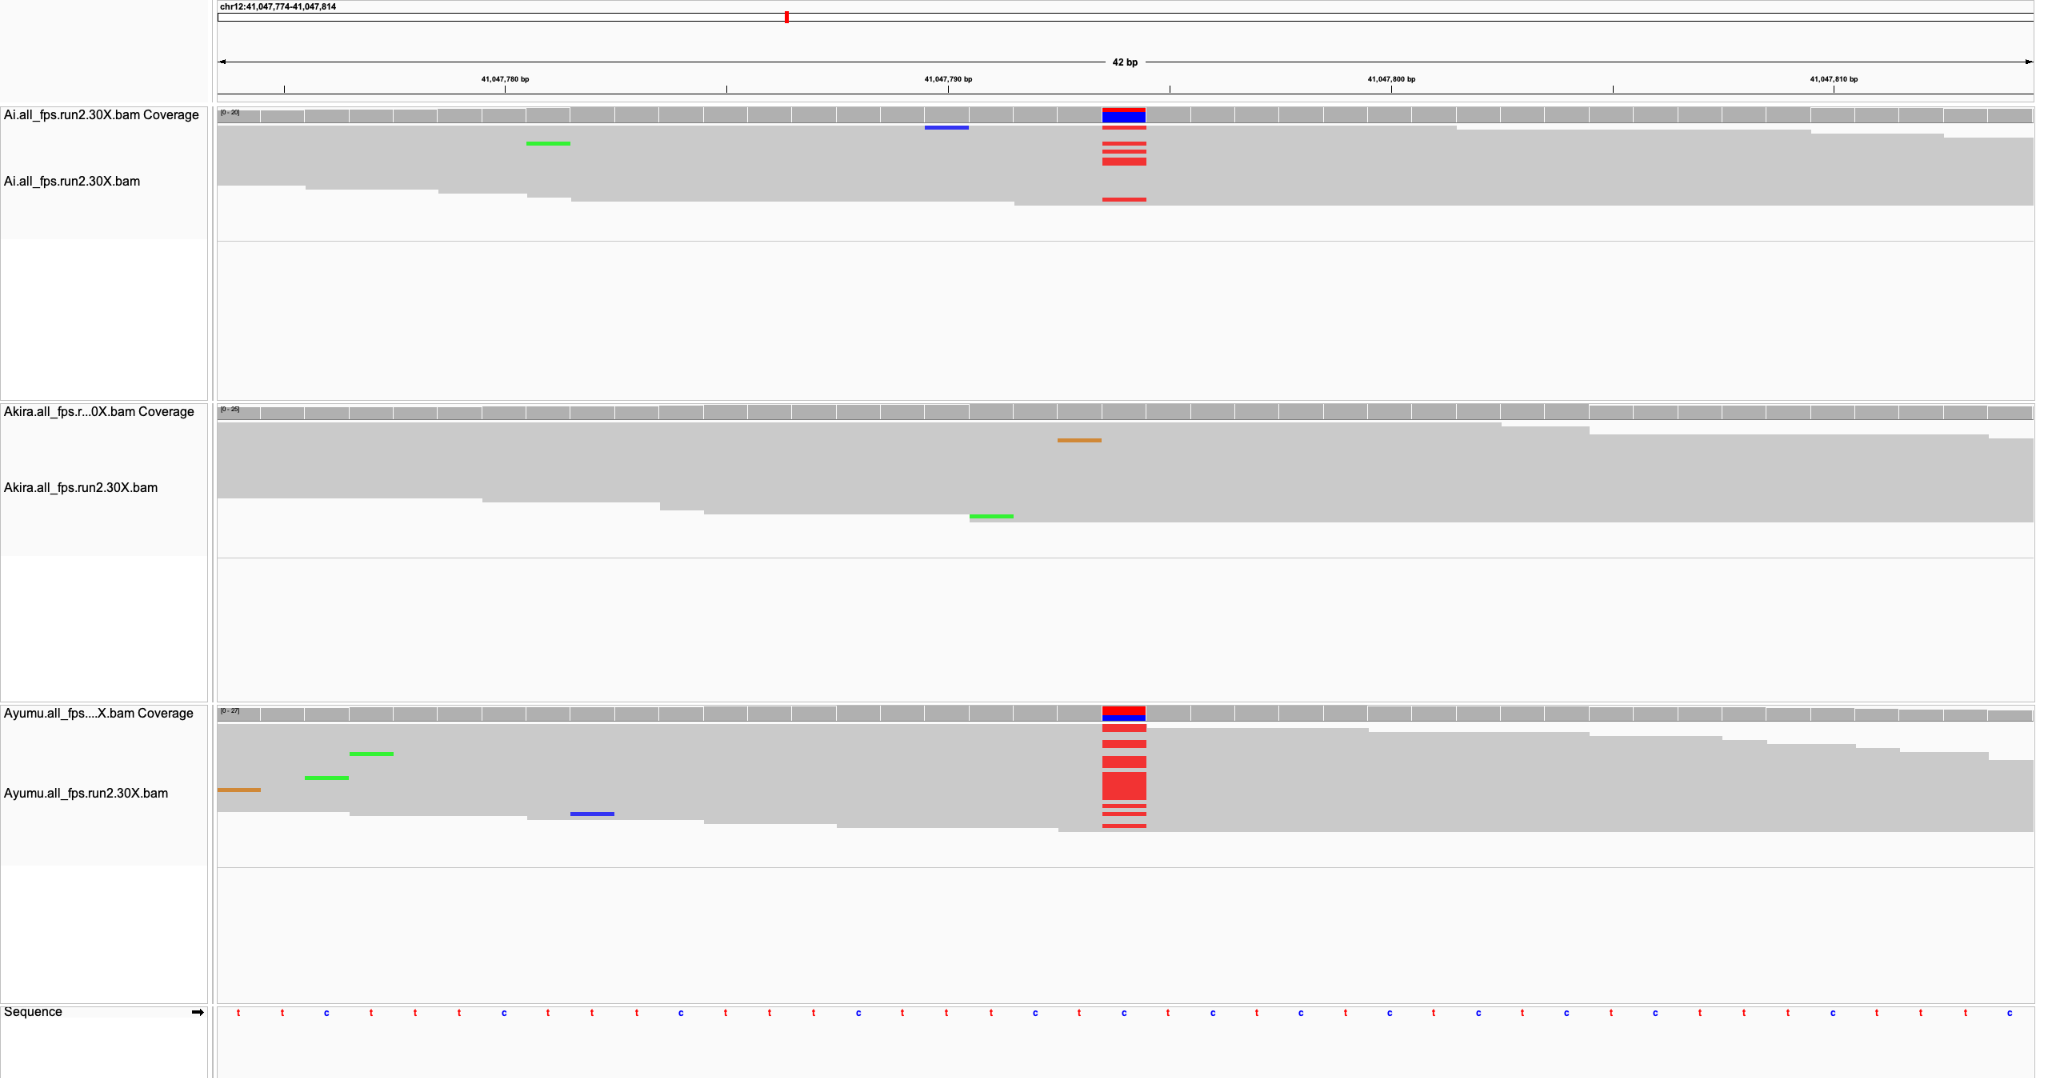 chr12:41,047,774-41,047,814
42 bp
41,047,780 bp 41,047,790 bp 41,047,800 bp 41,047,810 bp
Ai.all_fps.run2.30X.bam Coverage
[0 - 20]
Ai.all_fps.run2.30X.bam
Akira.all_fps.r...0X.bam Coverage
[0 - 25]
Akira.all_fps.run2.30X.bam
Ayumu.all_fps....X.bam Coverage
[0 - 27]
Ayumu.all_fps.run2.30X.bam
Sequence t t c t t t c t t t c t t t c t t t c t c t c t c t c t c t c t c t t t c t t t c